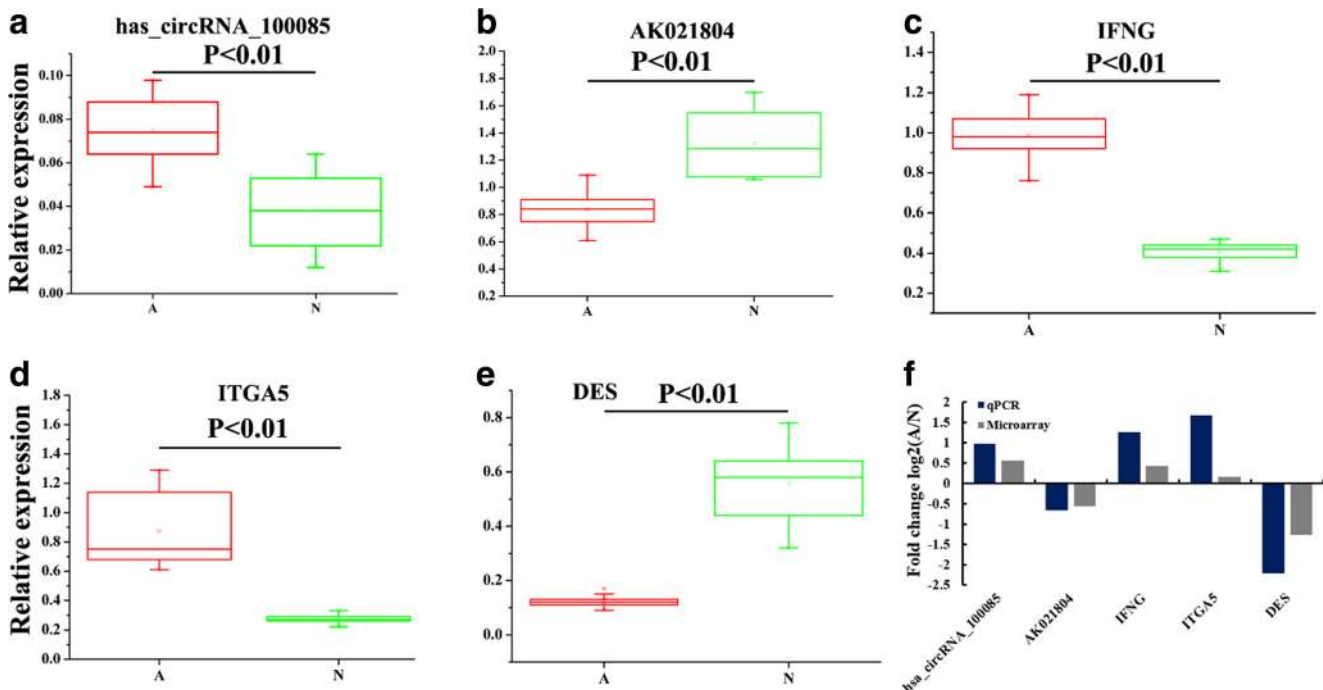 a
has_circRNA_100085
P<0.01
Relative expression
0.10
0.08
0.06
0.04
0.02
0.00
A
N
b
AK021804
P<0.01
2.0
1.8
1.6
1.4
1.2
1.0
0.8
0.6
0.4
0.2
A
N
c
IFNG
P<0.01
1.4
1.2
1.0
0.8
0.6
0.4
0.2
A
N
d
ITGA5
P<0.01
Relative expression
1.8
1.6
1.4
1.2
1.0
0.8
0.6
0.4
0.2
0.0
A
N
e
DES
P<0.01
0.8
0.6
0.4
0.2
0.0
A
N
f
qPCR
Microarray
Fold change log2(A/N)
2
1.5
1
0.5
0
-0.5
-1
-1.5
-2
-2.5
hsa_circRNA_100085
AK021804
IFNG
ITGA5
DES